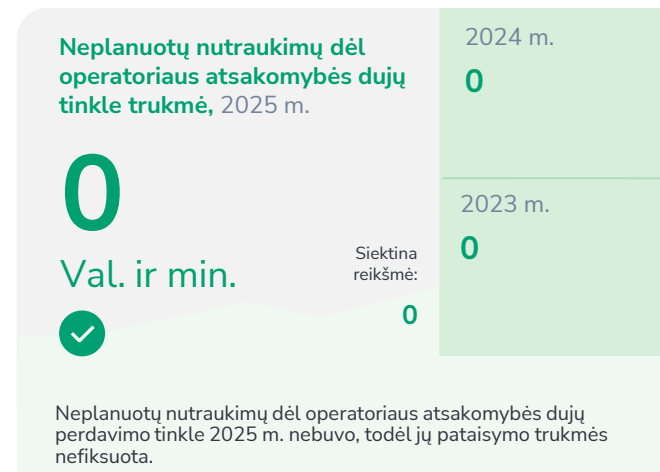 Neplanuotų nutraukimų dėl
operatoriaus atsakomybės dujų
tinkle trukmė, 2025 m.
0
Val. ir min.
Siektina
reikšmė:
0
2024 m.
0
2023 m.
0
Neplanuotų nutraukimų dėl operatoriaus atsakomybės dujų
perdavimo tinkle 2025 m. nebuvo, todėl jų pataisymo trukmės
nefiksuota.